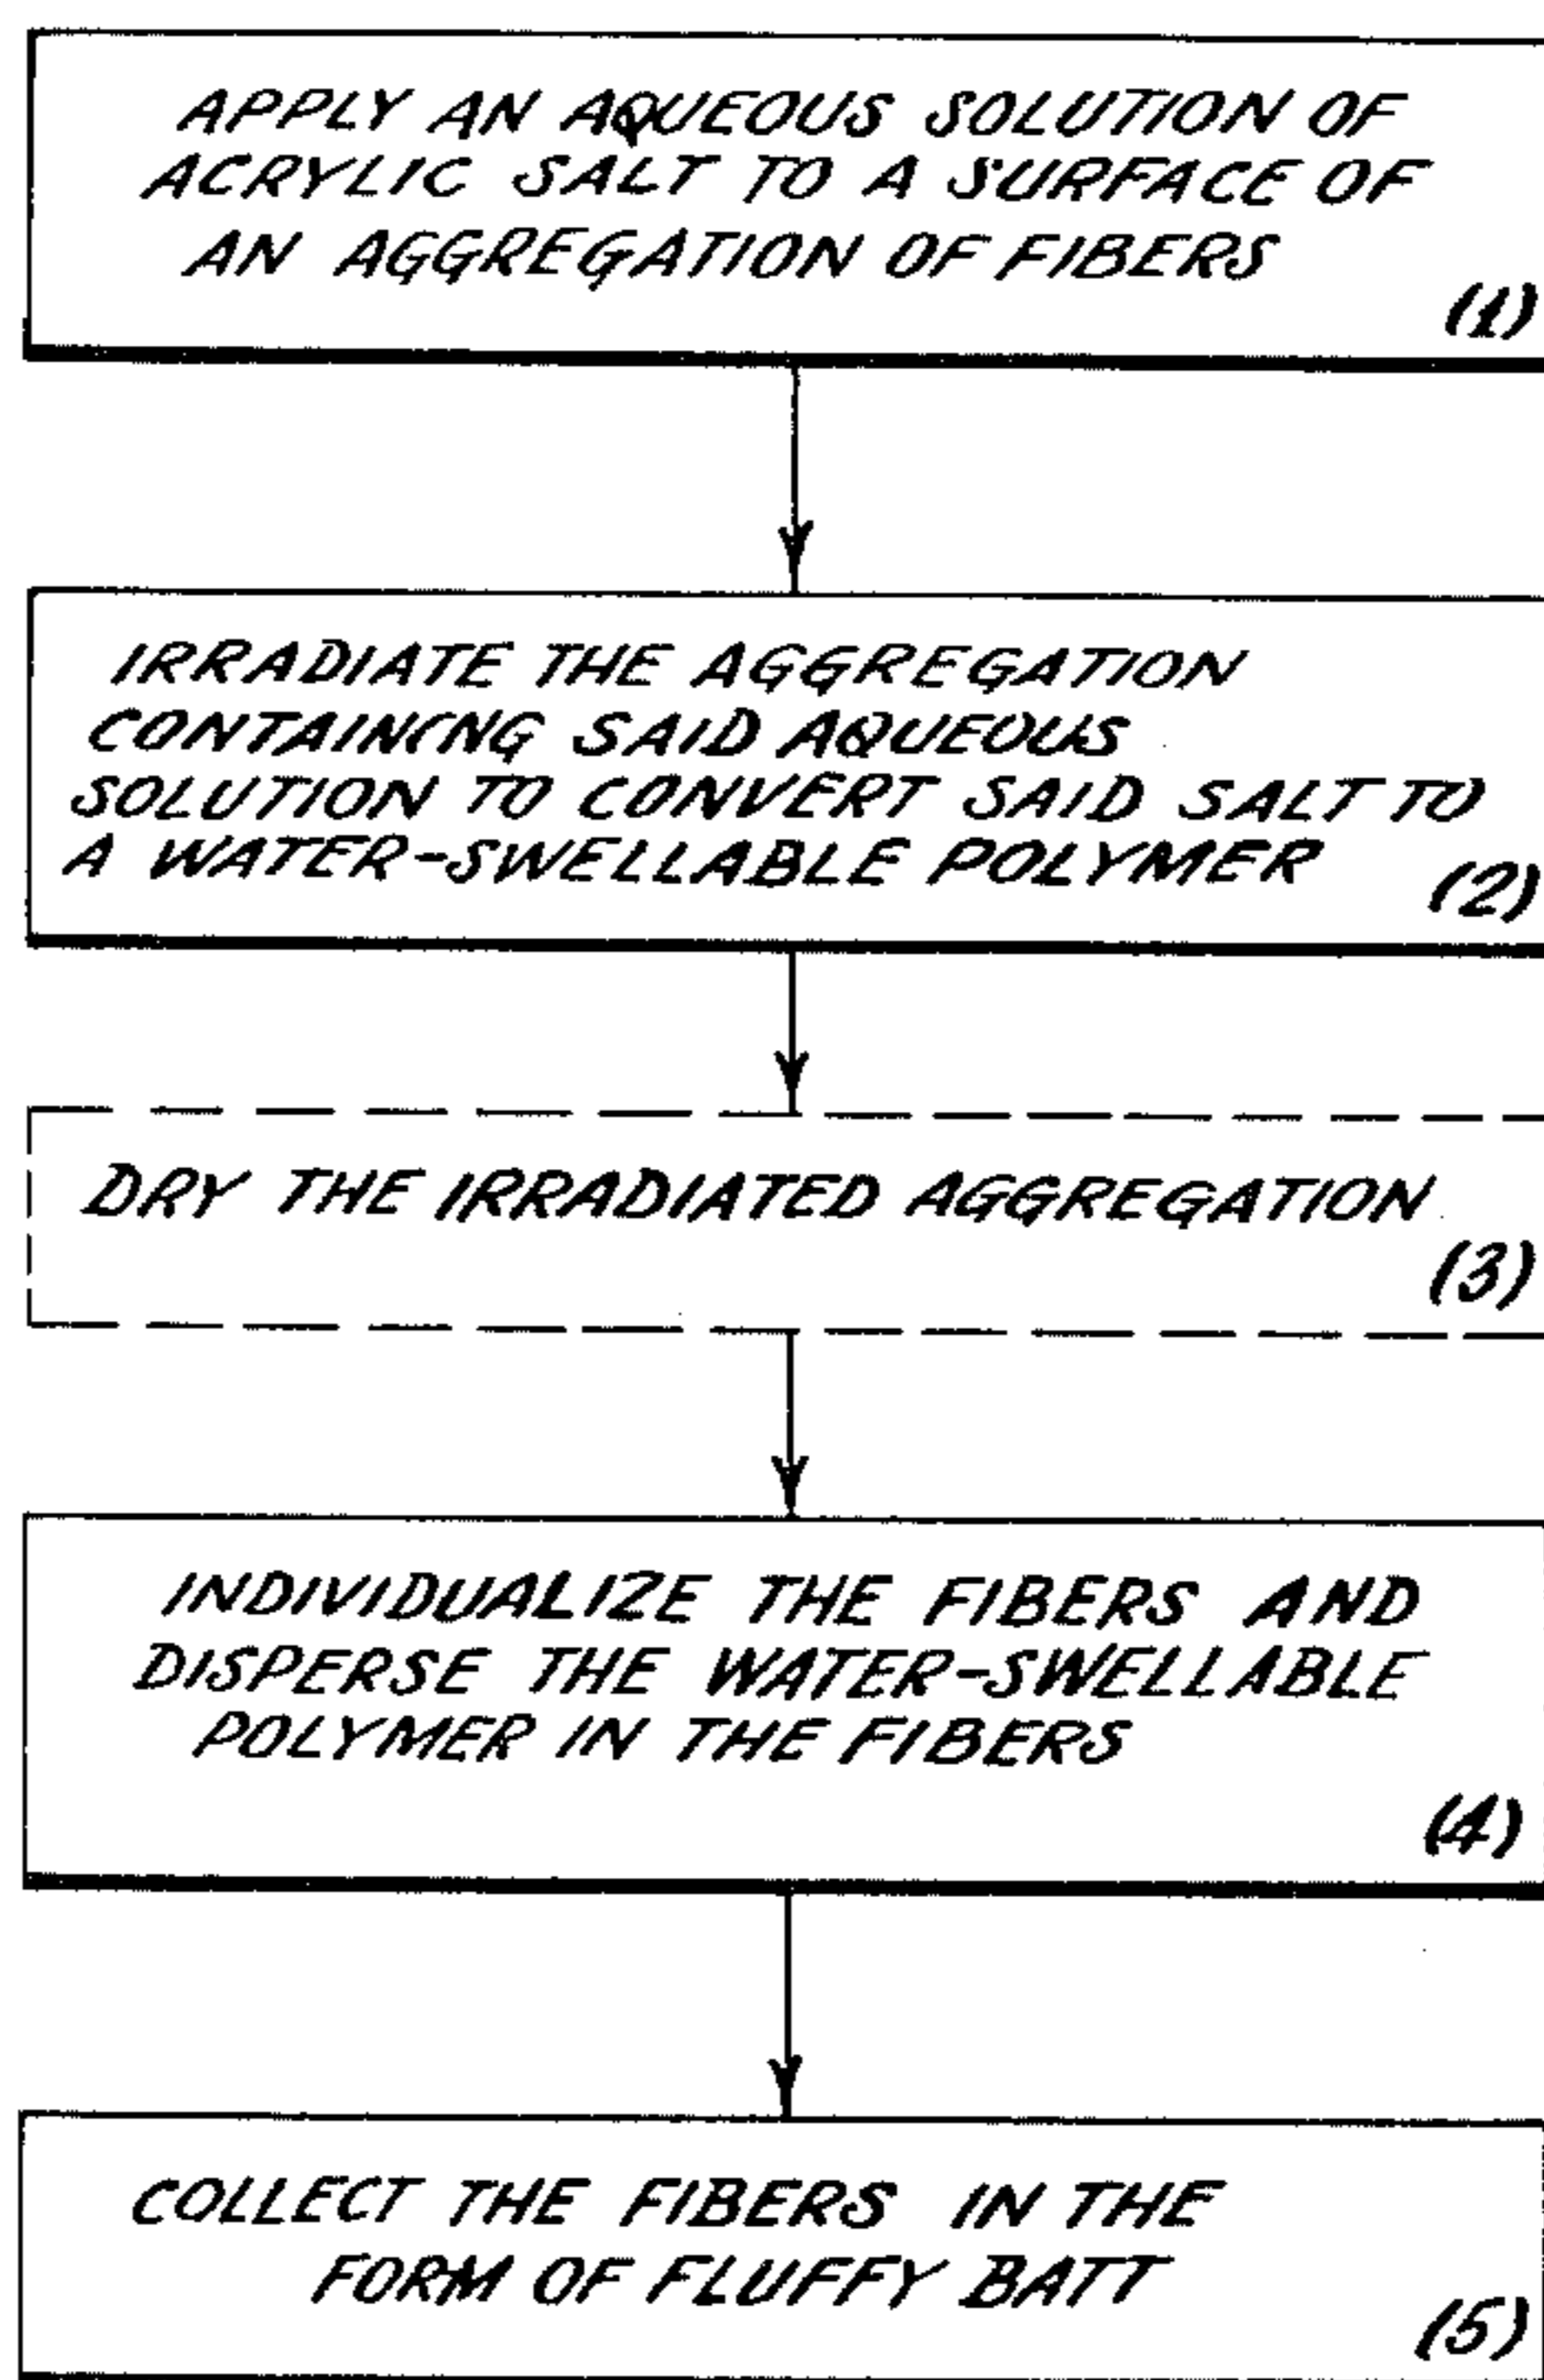 APPLY AN AQUEOUS SOLUTION OF
ACRYLIC SALT TO A SURFACE OF
AN AGGREGATION OF FIBERS
(1)
IRRADIATE THE AGGREGATION
CONTAINING SAID AQUEOUS
SOLUTION TO CONVERT SAID SALT TO
A WATER-SWELLABLE POLYMER (2)
DRY THE IRRADIATED AGGREGATION
(3)
INDIVIDUALIZE THE FIBERS AND
DISPERSE THE WATER-SWELLABLE
POLYMER IN THE FIBERS
(4)
COLLECT THE FIBERS IN THE
FORM OF FLUFFY BATT
(5)